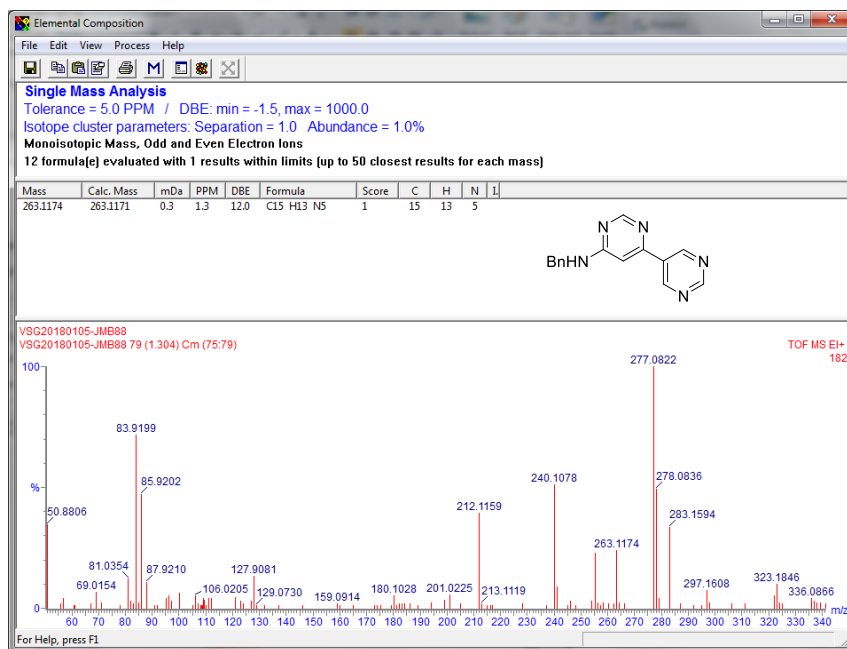 Elemental Composition
File Edit View Process Help
M
Single Mass Analysis
Tolerance = 5.0 PPM / DBE: min = -1.5, max = 1000.0
Isotope cluster parameters: Separation = 1.0 Abundance = 1.0%
Monoisotopic Mass, Odd and Even Electron Ions
12 formula(e) evaluated with 1 results within limits (up to 50 closest results for each mass)
Mass Calc. Mass mDa PPM DBE Formula Score C H N I.
263.1174 263.1171 0.3 1.3 12.0 C15 H13 N5 1 15 13 5
N N
BnHN N
N
VSG20180105-JMB88
VSG20180105-JMB88 79 (1.304) Cm (75:79) TOF MS EI+
182
100 277.0822
83.9199
% 85.9202 240.1078 278.0836
50.8806 212.1159 283.1594
263.1174
81.0354 127.9081 323.1846
69.0154 87.9210 106.0205 129.0730 159.0914 180.1028 201.0225 213.1119 297.1608 336.0866
0 m/z
60 70 80 90 100 110 120 130 140 150 160 170 180 190 200 210 220 230 240 250 260 270 280 290 300 310 320 330 340
For Help, press F1